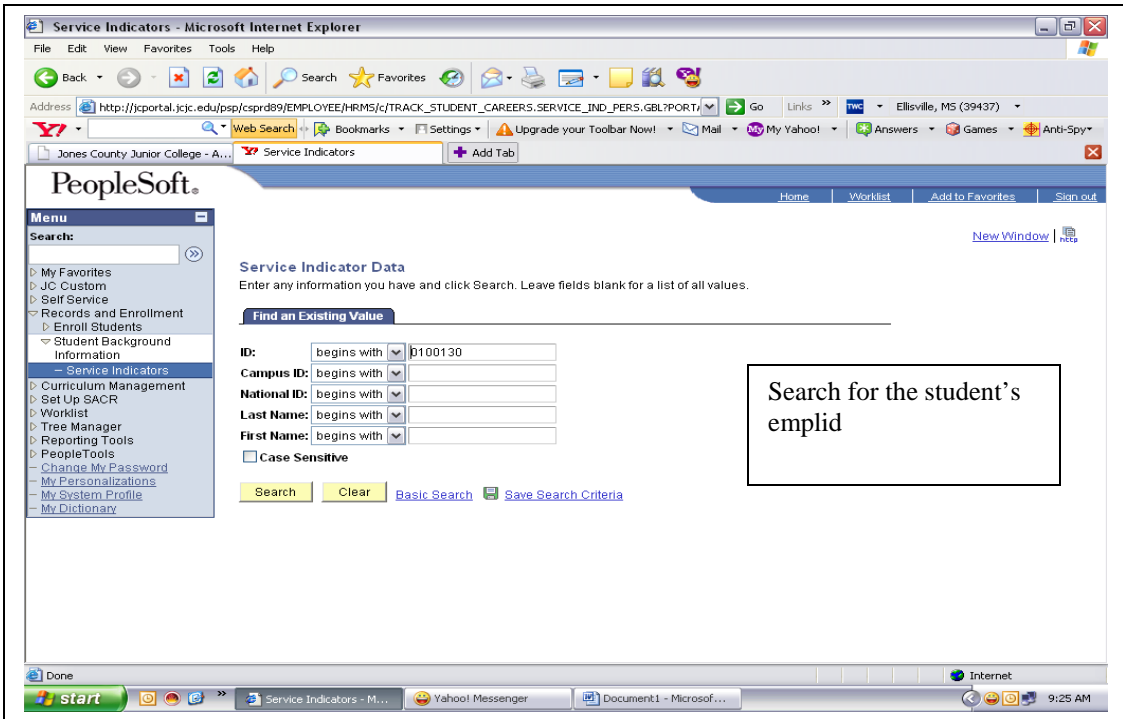 Service Indicators - Microsoft Internet Explorer
File Edit View Favorites Tools Help
Back Search Favorites
Address http://jcportal.jcjc.edu/psp/csprd89/EMPLOYEE/HRMS/c/TRACK_STUDENT_CAREERS.SERVICE_IND_PERS.GBL?PORT Go Links » TWC Ellisville, MS (39437)
Y7 Web Search Bookmarks Settings Upgrade your Toolbar Now! Mail My Yahoo! Answers Games Anti-Spy
Jones County Junior College - A... Y7 Service Indicators Add Tab
PeopleSoft®
Home Worklist Add to Favorites Sign out
Menu
New Window http
Search:
My Favorites
JC Custom
Self Service
Records and Enrollment
Enroll Students
Student Background
Information
– Service Indicators
Curriculum Management
Set Up SACR
Worklist
Tree Manager
Reporting Tools
PeopleTools
– Change My Password
– My Personalizations
– My System Profile
– My Dictionary
Service Indicator Data
Enter any information you have and click Search. Leave fields blank for a list of all values.
Find an Existing Value
ID: begins with 0100130
Campus ID: begins with
National ID: begins with
Last Name: begins with
First Name: begins with
Case Sensitive
Search Clear Basic Search Save Search Criteria
Search for the student's
emplid
Done Internet
start » Service Indicators - M... Yahoo! Messenger Document1 - Microsof... 9:25 AM